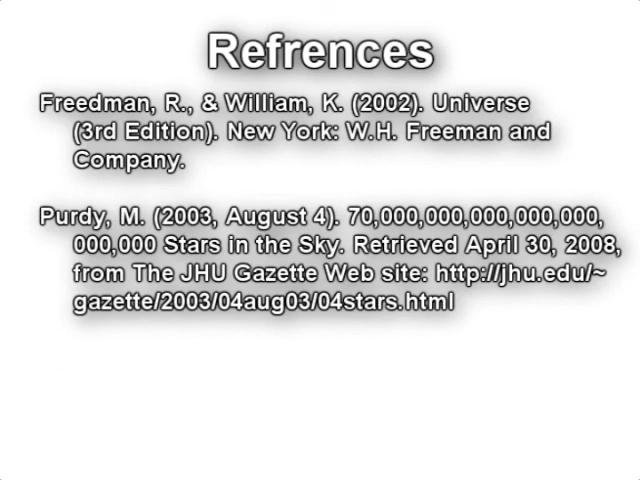 Refrences
Freedman, R., & William, K. (2002). Universe
(3rd Edition). New York: W.H. Freeman and
Company.
Purdy, M. (2003, August 4). 70,000,000,000,000,000,
000,000 Stars in the Sky. Retrieved April 30, 2008,
from The JHU Gazette Web site: http://jhu.edu/~
gazette/2003/04aug03/04stars.html